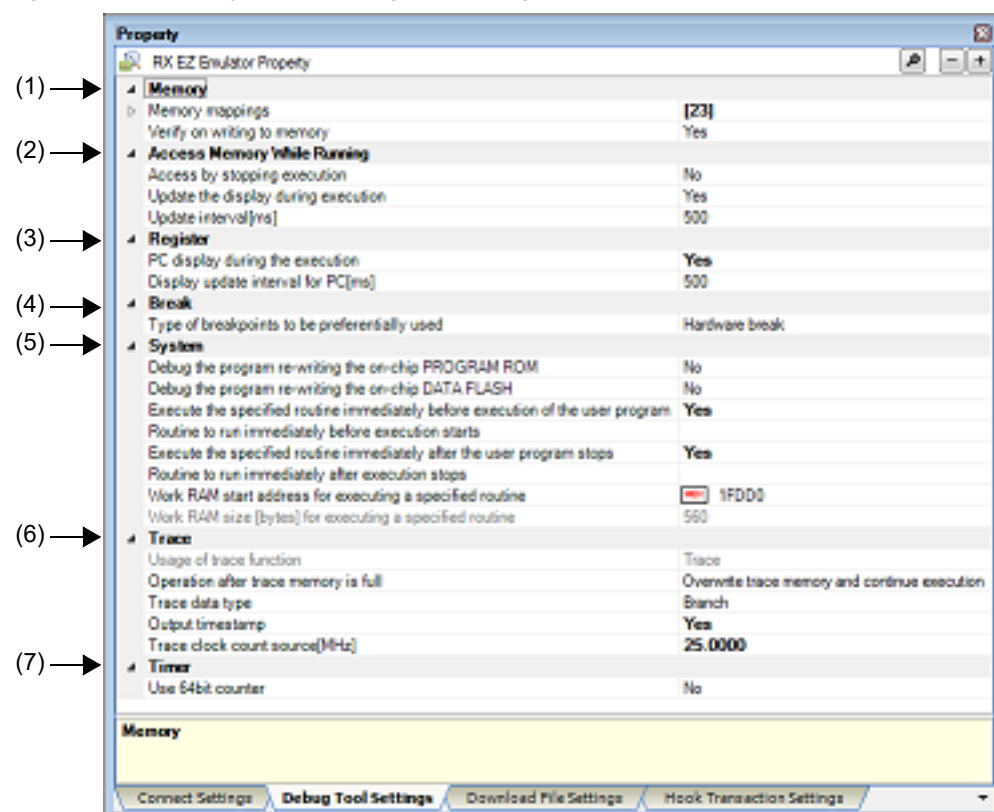 Property
RX EZ Emulator Property
(1) Memory
Memory mappings [23]
Verify on writing to memory Yes
(2) Access Memory While Running
Access by stopping execution No
Update the display during execution Yes
Update interval[ms] 500
(3) Register
PC display during the execution Yes
Display update interval for PC[ms] 500
(4) Break
Type of breakpoints to be preferentially used Hardware break
(5) System
Debug the program re-writing the on-chip PROGRAM ROM No
Debug the program re-writing the on-chip DATA FLASH No
Execute the specified routine immediately before execution of the user program Yes
Routine to run immediately before execution starts
Execute the specified routine immediately after the user program stops Yes
Routine to run immediately after execution stops
Work RAM start address for executing a specified routine 1FDD0
Work RAM size [bytes] for executing a specified routine 560
(6) Trace
Usage of trace function Trace
Operation after trace memory is full Overwrite trace memory and continue execution
Trace data type Branch
Output timestamp Yes
Trace clock count source[MHz] 25.0000
(7) Timer
Use 64bit counter No
Memory
Connect Settings Debug Tool Settings Download File Settings Hook Transaction Settings